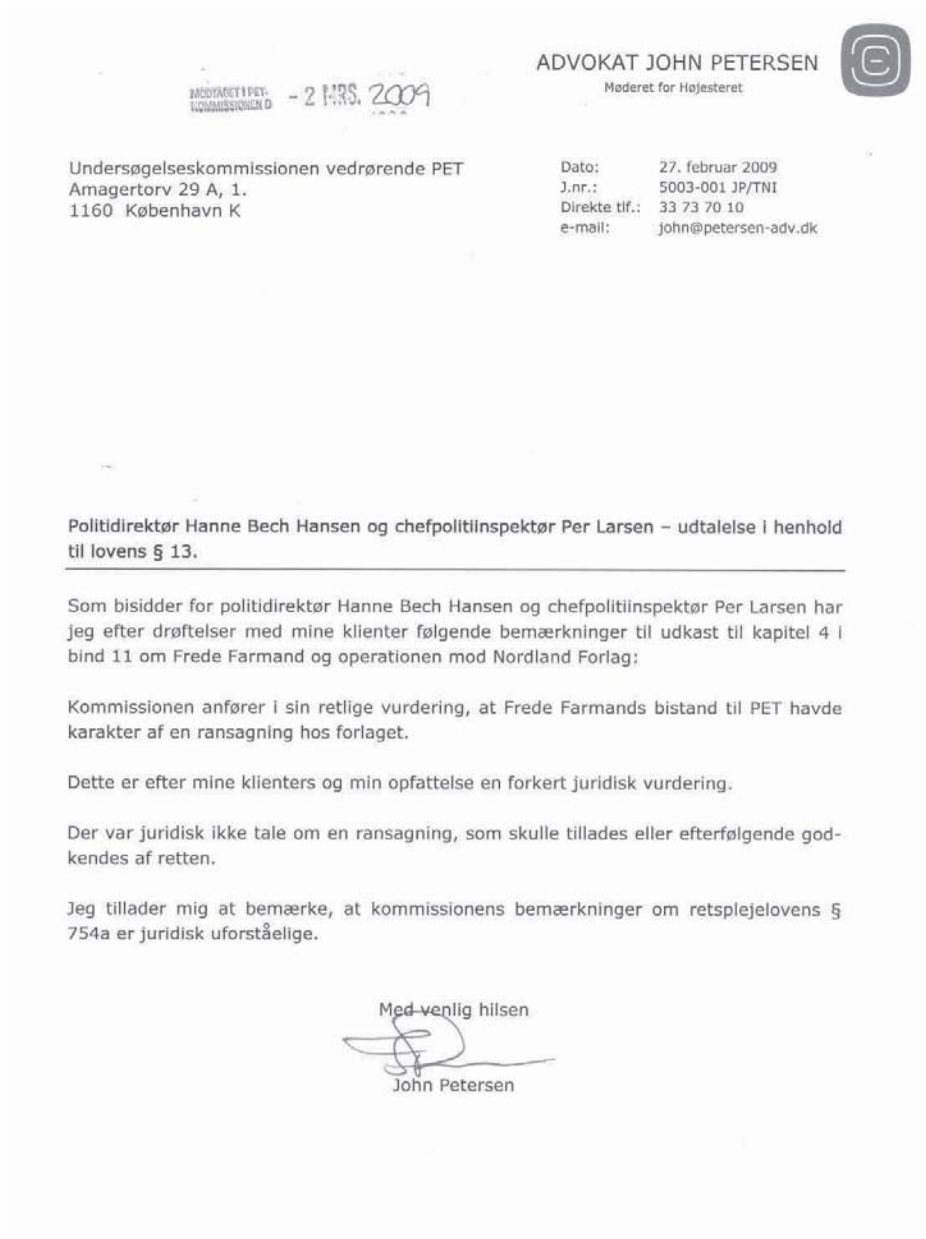 ADVOKAT JOHN PETERSEN
Møderet for Højesteret
MODTAGET I PET-
KOMMISSIONEN D - 2 MRS. 2009
Undersøgelseskommissionen vedrørende PET
Amagertorv 29 A, 1.
1160 København K
Dato: 27. februar 2009
J.nr.: 5003-001 JP/TNI
Direkte tlf.: 33 73 70 10
e-mail: john@petersen-adv.dk
Politidirektør Hanne Bech Hansen og chefpolitiinspektør Per Larsen – udtalelse i henhold
til lovens § 13.
Som bisidder for politidirektør Hanne Bech Hansen og chefpolitiinspektør Per Larsen har
jeg efter drøftelser med mine klienter følgende bemærkninger til udkast til kapitel 4 i
bind 11 om Frede Farmand og operationen mod Nordland Forlag:
Kommissionen anfører i sin retlige vurdering, at Frede Farmands bistand til PET havde
karakter af en ransagning hos forlaget.
Dette er efter mine klienters og min opfattelse en forkert juridisk vurdering.
Der var juridisk ikke tale om en ransagning, som skulle tillades eller efterfølgende god-
kendes af retten.
Jeg tillader mig at bemærke, at kommissionens bemærkninger om retsplejelovens §
754a er juridisk uforståelige.
Med venlig hilsen
John Petersen